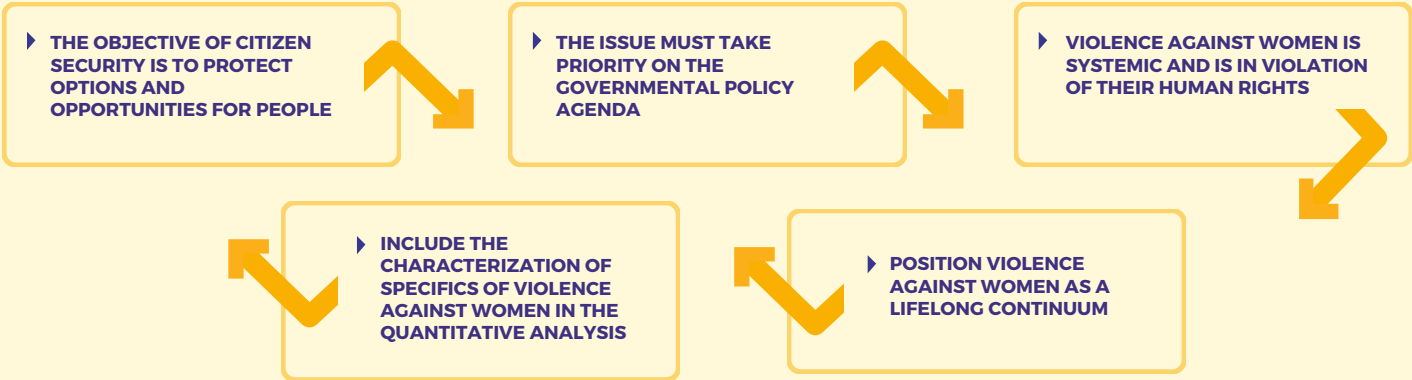 THE OBJECTIVE OF CITIZEN
SECURITY IS TO PROTECT
OPTIONS AND
OPPORTUNITIES FOR PEOPLE
THE ISSUE MUST TAKE
PRIORITY ON THE
GOVERNMENTAL POLICY
AGENDA
VIOLENCE AGAINST WOMEN IS
SYSTEMIC AND IS IN VIOLATION
OF THEIR HUMAN RIGHTS
POSITION VIOLENCE
AGAINST WOMEN AS A
LIFELONG CONTINUUM
INCLUDE THE
CHARACTERIZATION OF
SPECIFICS OF VIOLENCE
AGAINST WOMEN IN THE
QUANTITATIVE ANALYSIS